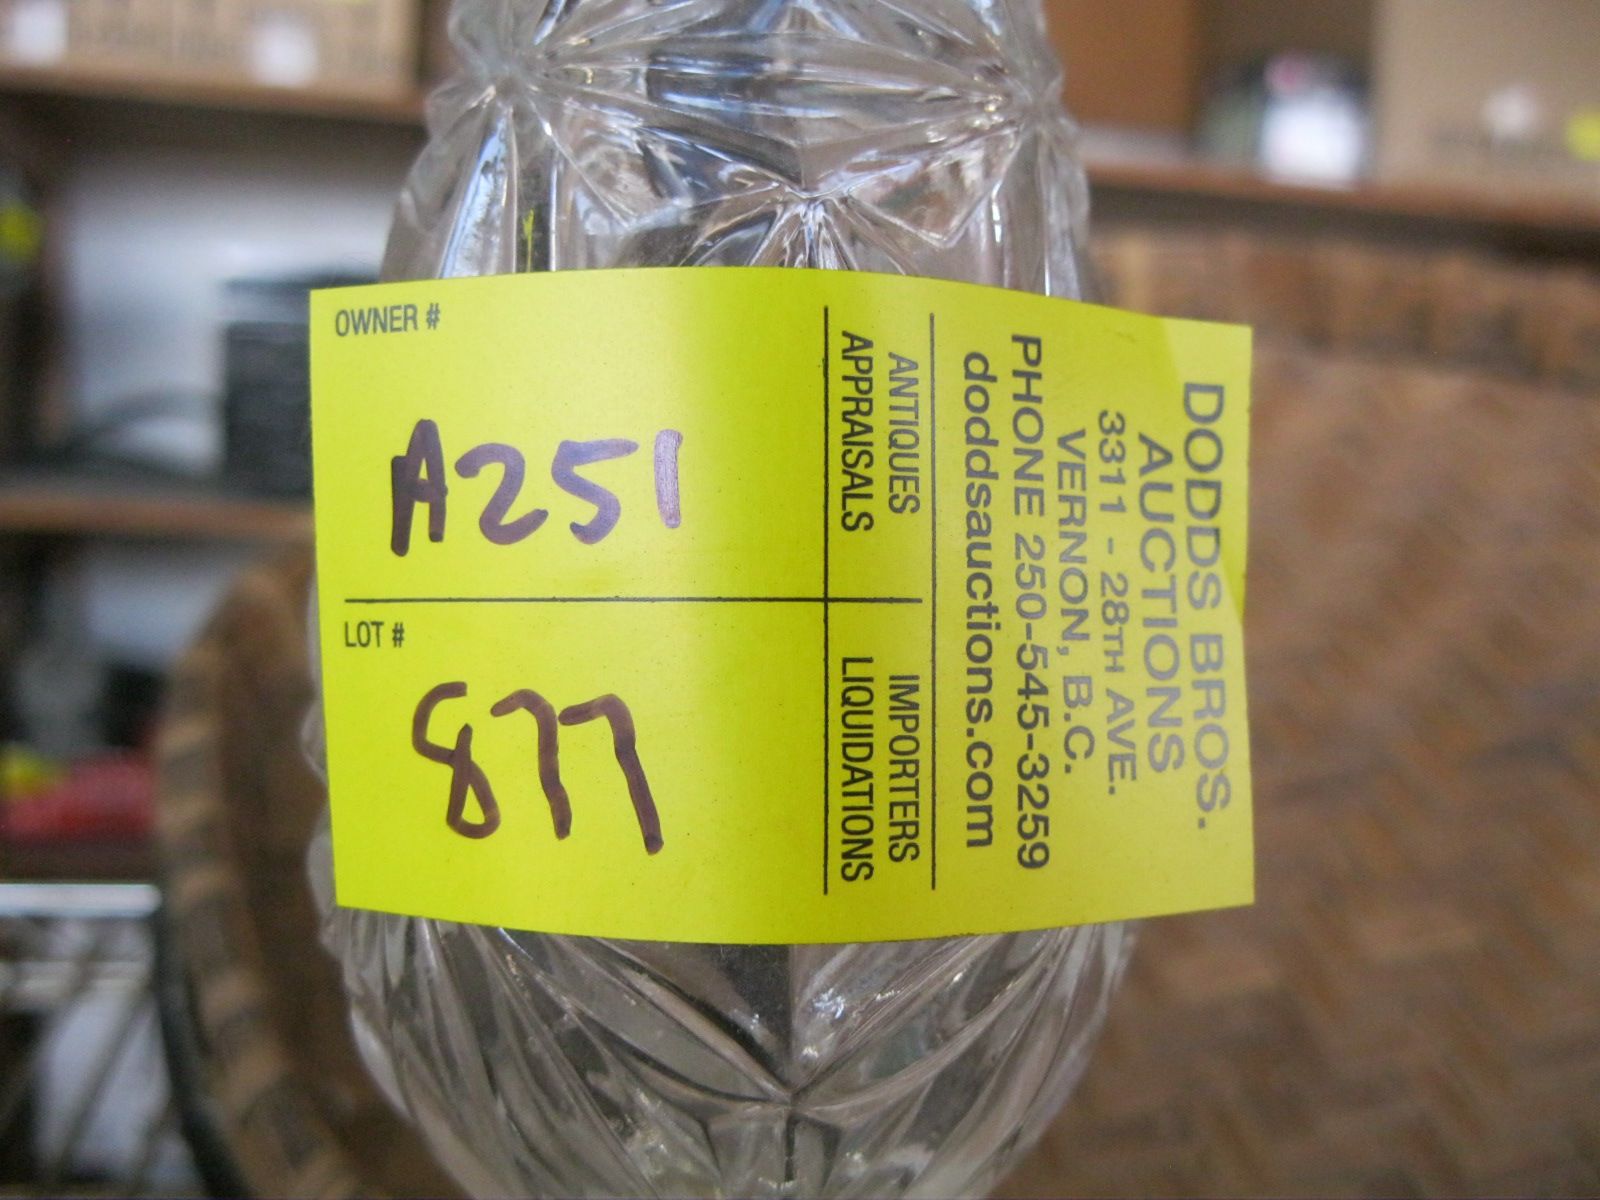 OWNER #
A251
LOT #
877
DODDS BROS.
AUCTIONS
3311 - 28TH AVE.
VERNON, B.C.
PHONE 250-545-3259
doddsauctions.com
ANTIQUES
APPRAISALS
IMPORTERS
LIQUIDATIONS